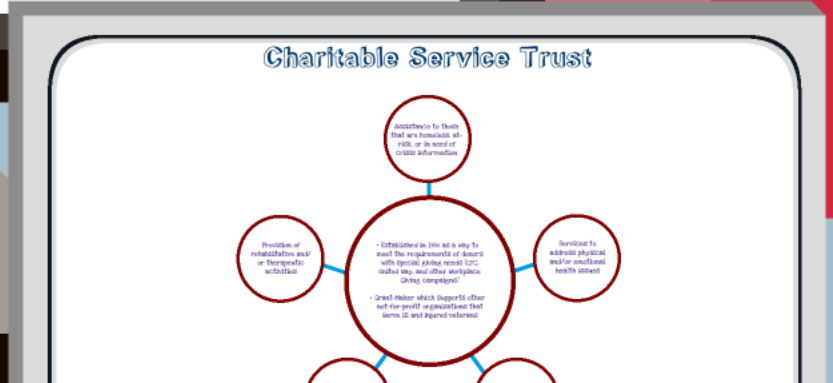 Charitable Service Trust
Assistance to those
that are homeless, at-
risk, or in need of
crisis intervention
Provision of
rehabilitative and/
or therapeutic
activities
• Established in as a way to
meet the requirements of donors
with special giving needs (CFC,
United Way, and other Workplace
Giving Campaigns)
• Grant-Maker which supports other
not-for-profit organizations that
serve ill and injured veterans
Services to
address physical
and/or emotional
health issues